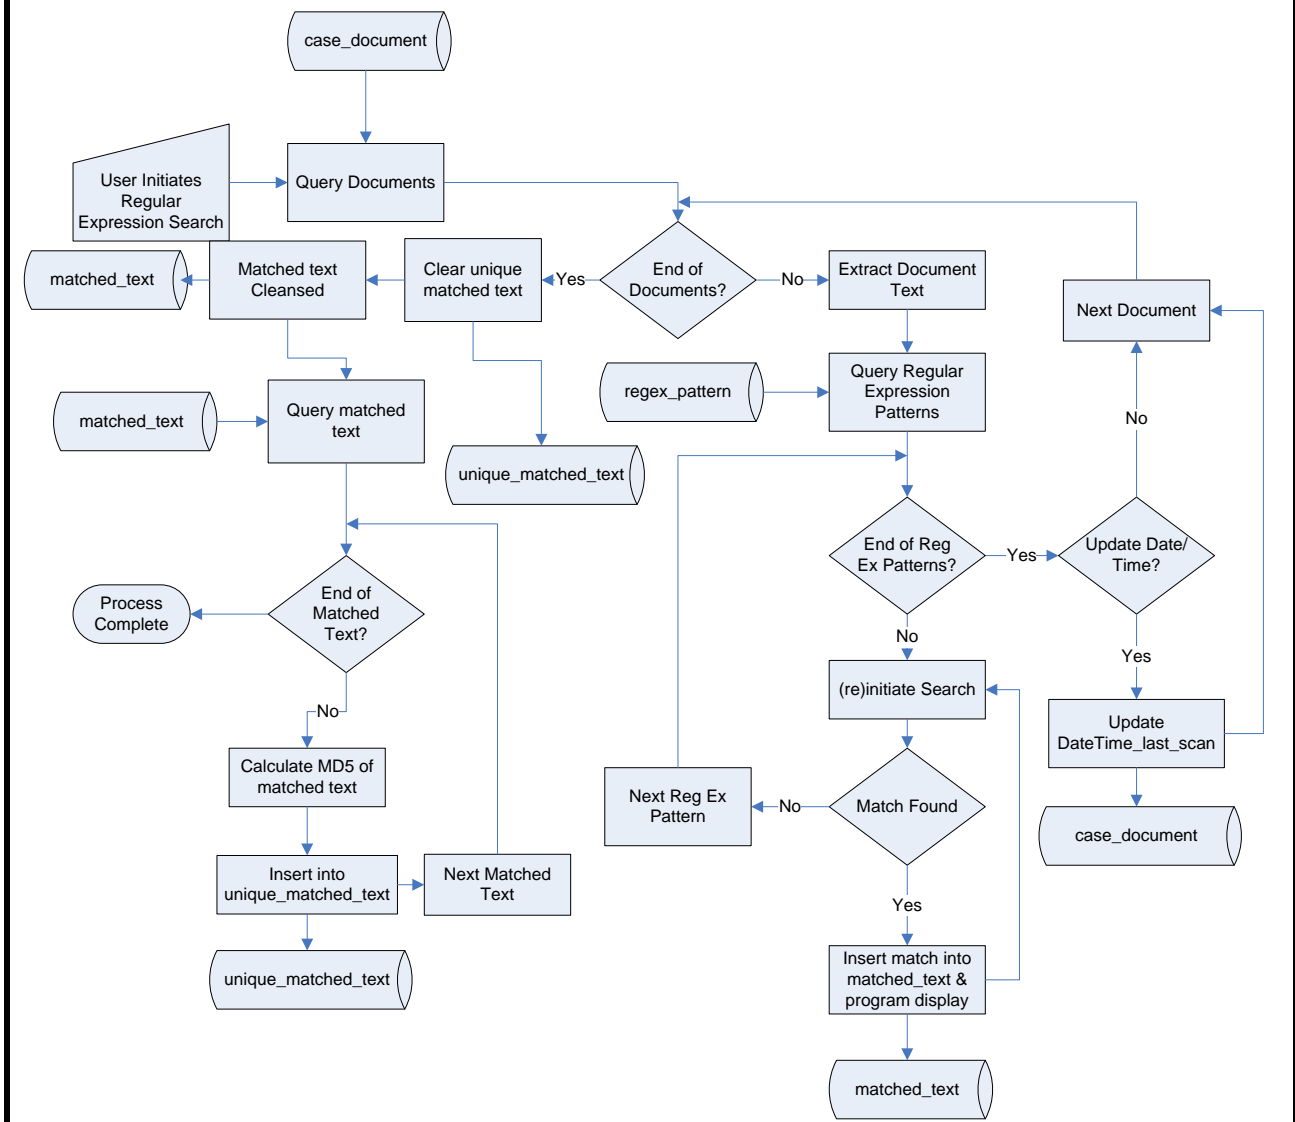 case_document
User Initiates
Regular
Expression Search
Query Documents
matched_text
Matched text
Cleansed
Clear unique
matched text
Yes
End of
Documents?
No
Extract Document
Text
Next Document
matched_text
Query matched
text
unique_matched_text
regex_pattern
Query Regular
Expression
Patterns
No
End of Reg
Ex Patterns?
Yes
Update Date/
Time?
Process
Complete
End of
Matched
Text?
No
Yes
(re)initiate Search
Update
DateTime_last_scan
No
Calculate MD5 of
matched text
Next Reg Ex
Pattern
No
Match Found
case_document
Insert into
unique_matched_text
Next Matched
Text
Yes
unique_matched_text
Insert match into
matched_text &
program display
matched_text